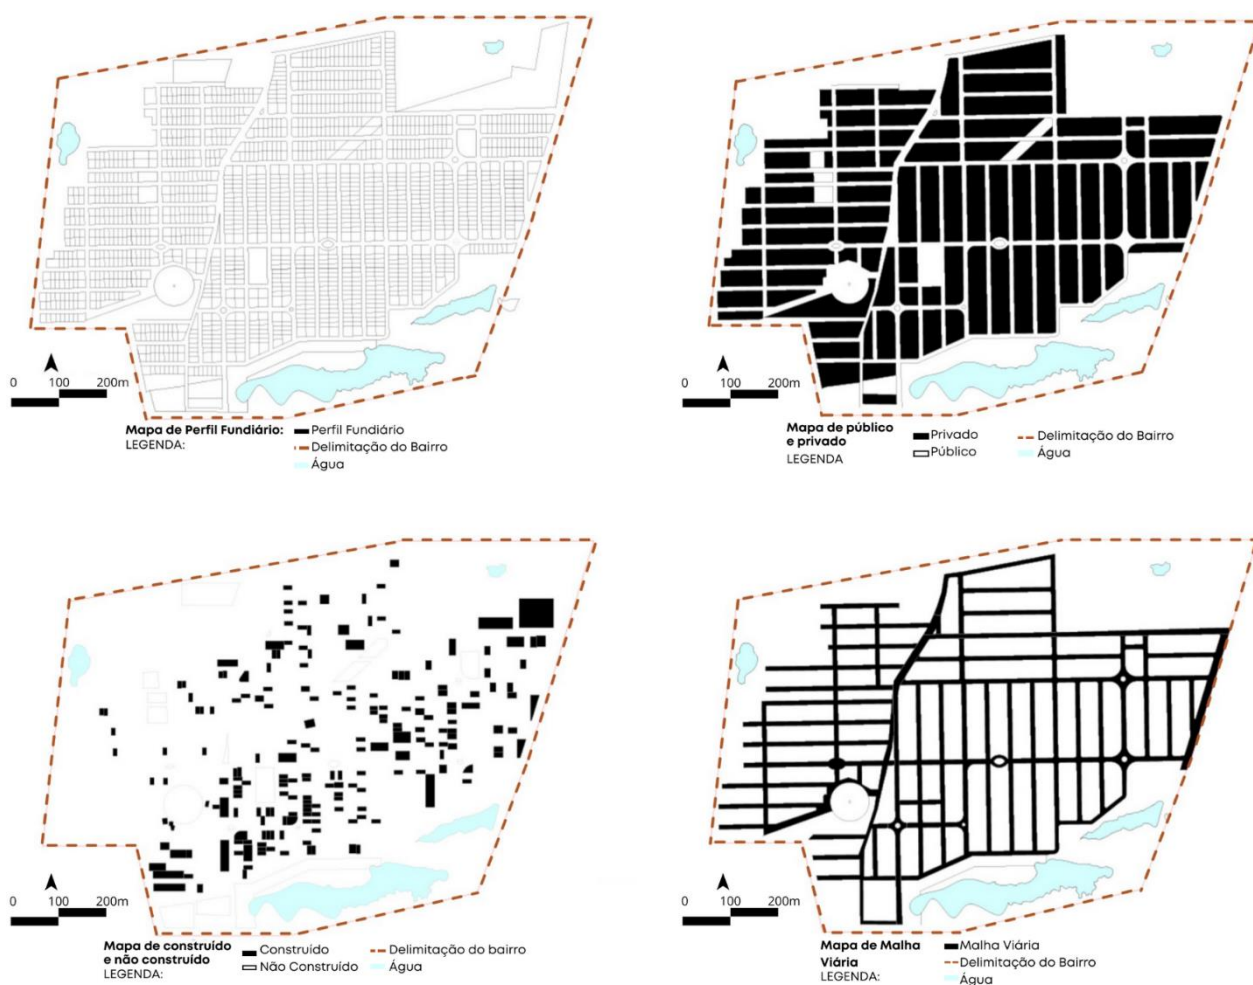 0 100 200m
Mapa de Perfil Fundiário: Perfil Fundiário
LEGENDA: Delimitação do Bairro
Água
0 100 200m
Mapa de público Privado Delimitação do Bairro
e privado Público Água
LEGENDA
0 100 200m
Mapa de construído Construído Delimitação do bairro
e não construído Não Construído Água
LEGENDA:
0 100 200m
Mapa de Malha Malha Viária
Viária Delimitação do Bairro
LEGENDA: Água